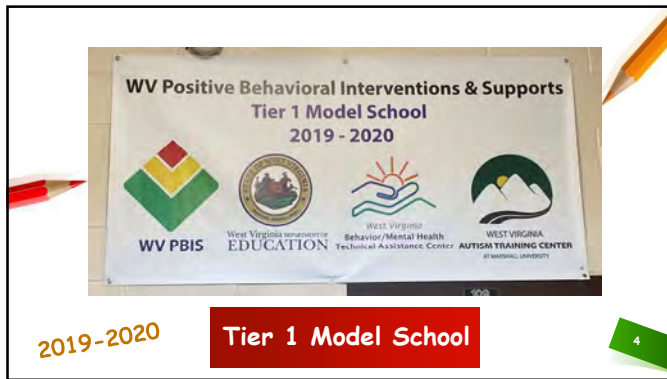 WV Positive Behavioral Interventions & Supports
Tier 1 Model School
2019 - 2020
WV PBIS
West Virginia DEPARTMENT OF
EDUCATION
West Virginia
Behavior/Mental Health
Technical Assistance Center
WEST VIRGINIA
AUTISM TRAINING CENTER
AT MARSHALL UNIVERSITY
109
2019-2020
Tier 1 Model School
4